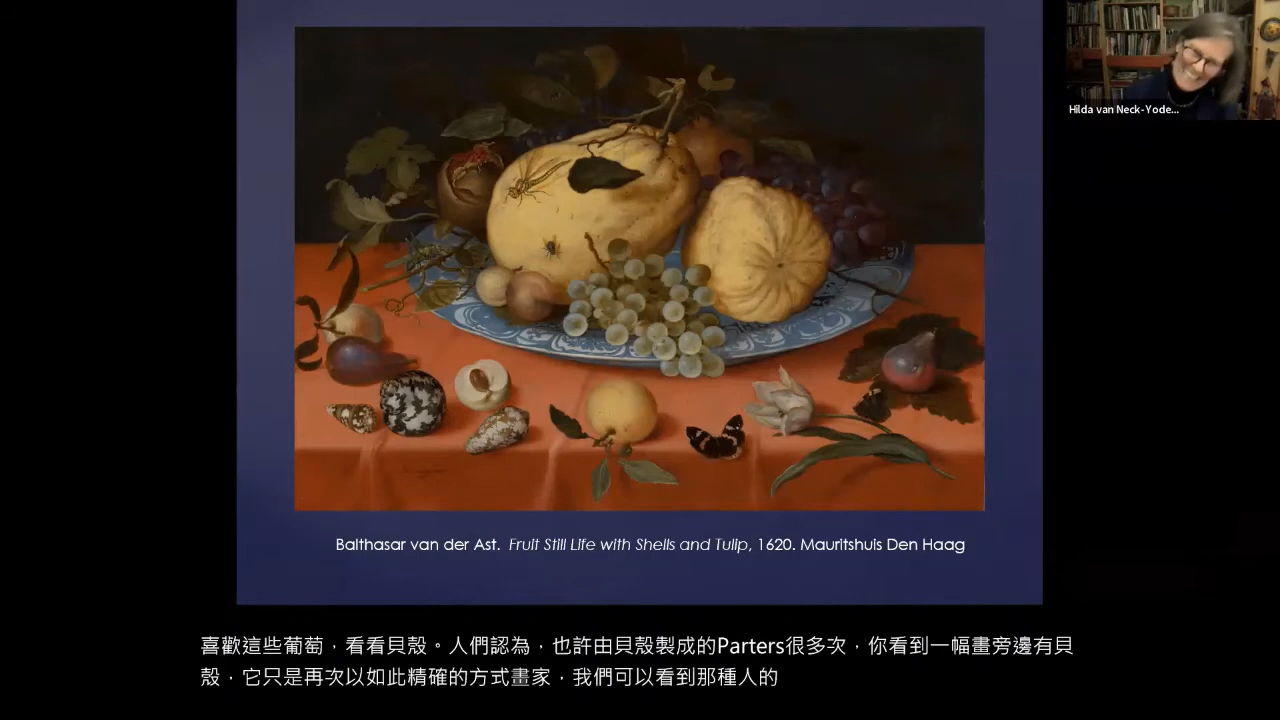 Hilda van Neck-Yode...
Balthasar van der Ast. Fruit Still Life with Shells and Tulip, 1620. Mauritshuis Den Haag
喜歡這些葡萄，看看貝殼。人們認為，也許由貝殼製成的Parters很多次，你看到一幅畫旁邊有貝
殼，它只是再次以如此精確的方式畫家，我們可以看到那種人的